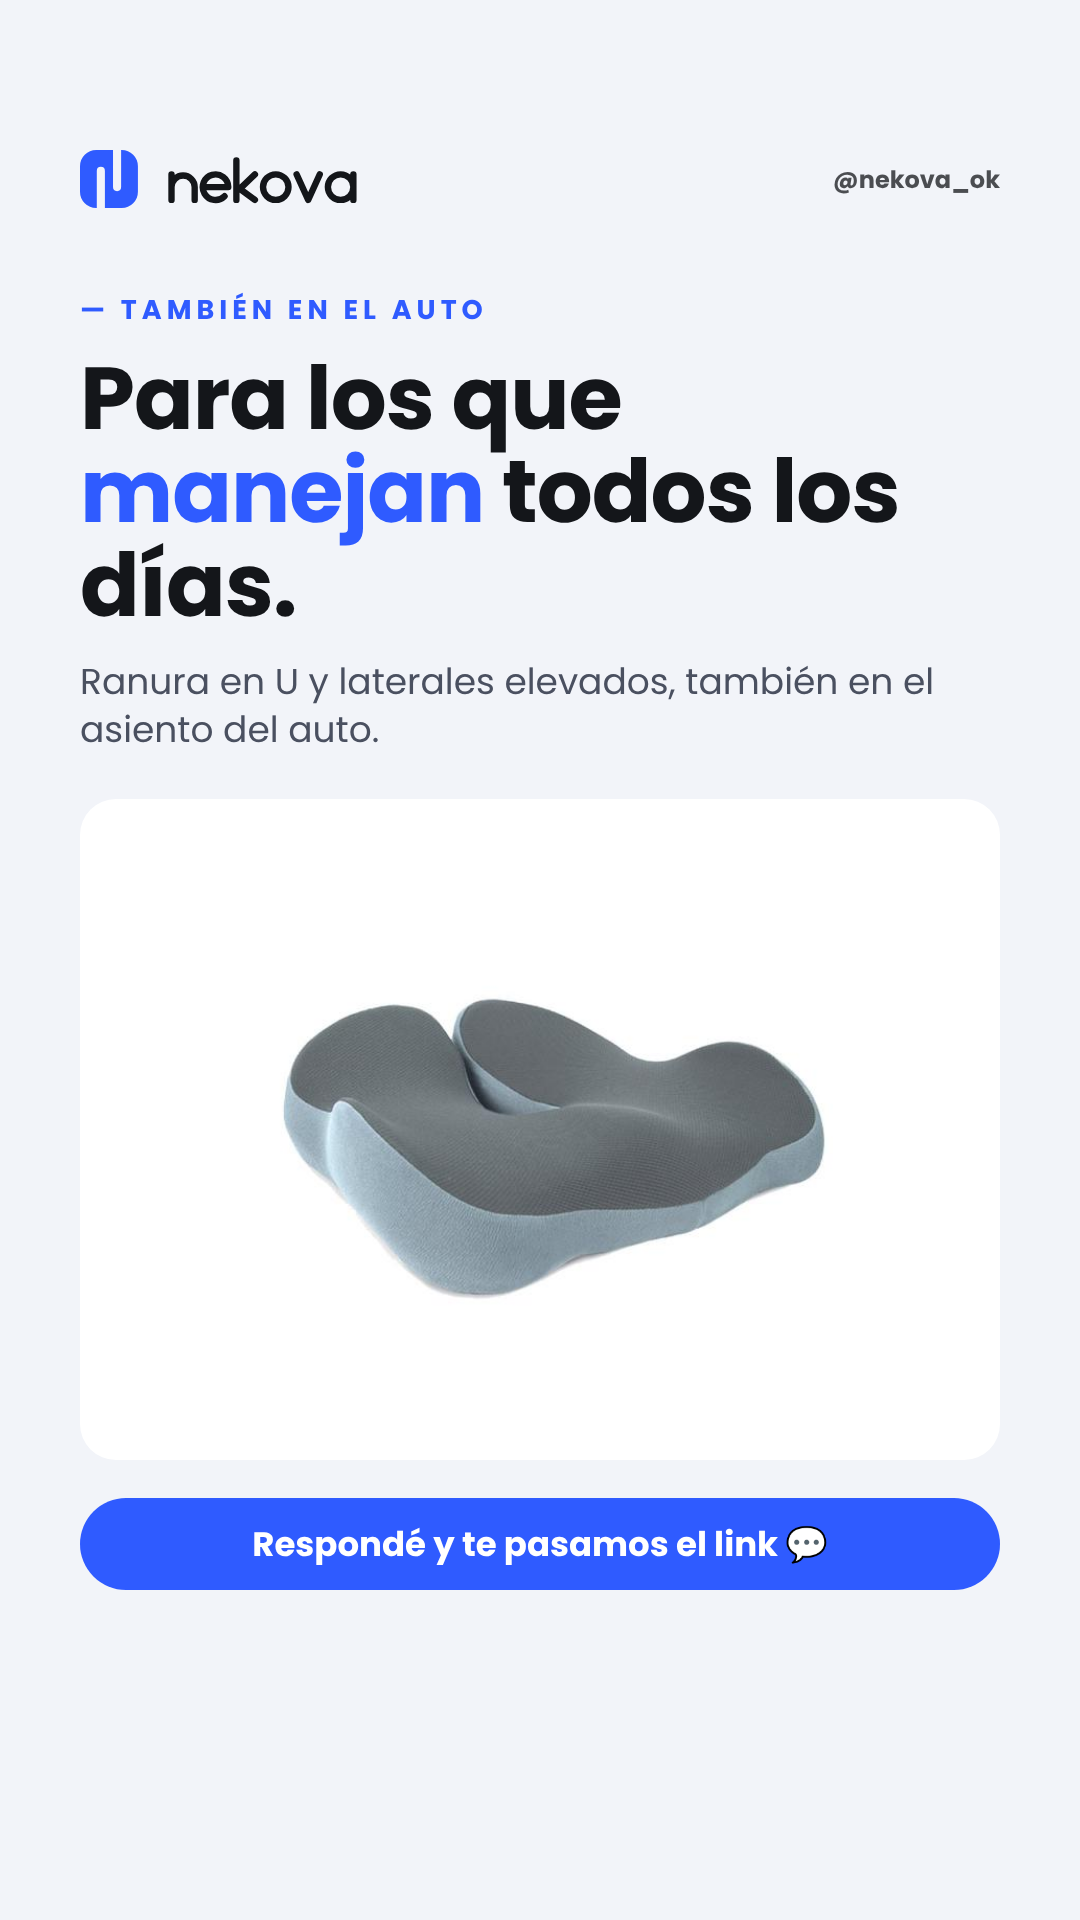 nekova
@nekova_ok
— TAMBIÉN EN EL AUTO
Para los que
manejan todos los
días.
Ranura en U y laterales elevados, también en el
asiento del auto.
Respondé y te pasamos el link 💬